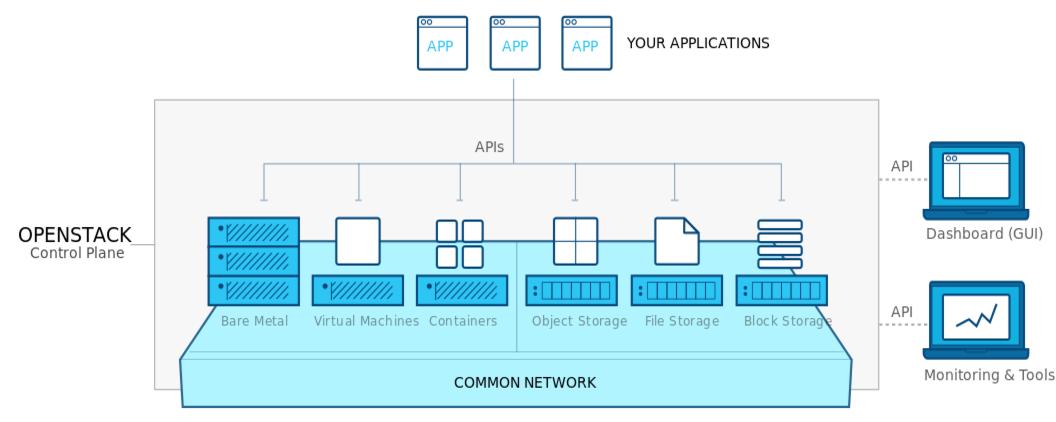 APP APP APP YOUR APPLICATIONS
APIs
API
OPENSTACK
Control Plane
Dashboard (GUI)
API
Bare Metal Virtual Machines Containers Object Storage File Storage Block Storage
Monitoring & Tools
COMMON NETWORK